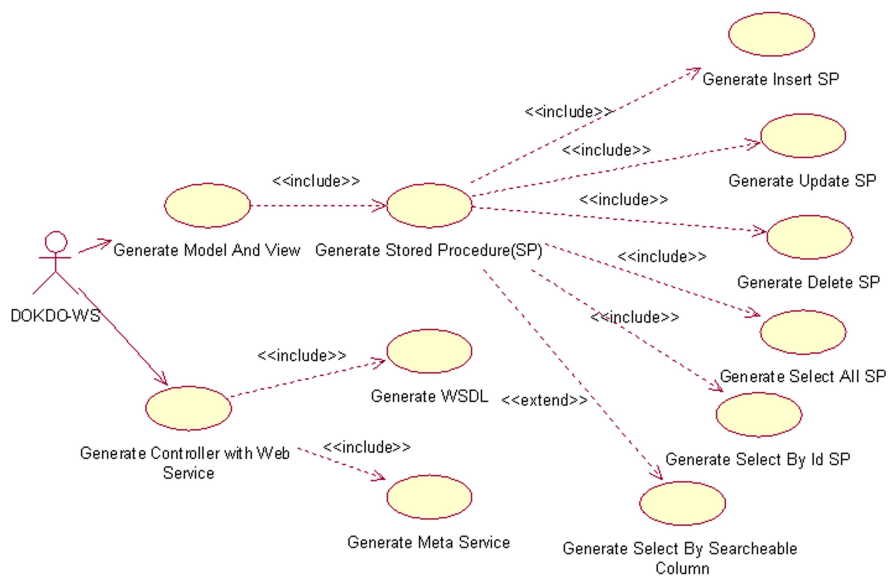 Generate Insert SP
<<include>>
<<include>>
Generate Update SP
<<include>>
<<include>>
Generate Model And View
Generate Stored Procedure(SP)
<<include>>
Generate Delete SP
DOKDO-WS
<<include>>
<<include>>
Generate Select All SP
Generate WSDL
<<extend>>
Generate Controller with Web
Service
<<include>>
Generate Select By Id SP
Generate Meta Service
Generate Select By Searcheable
Column